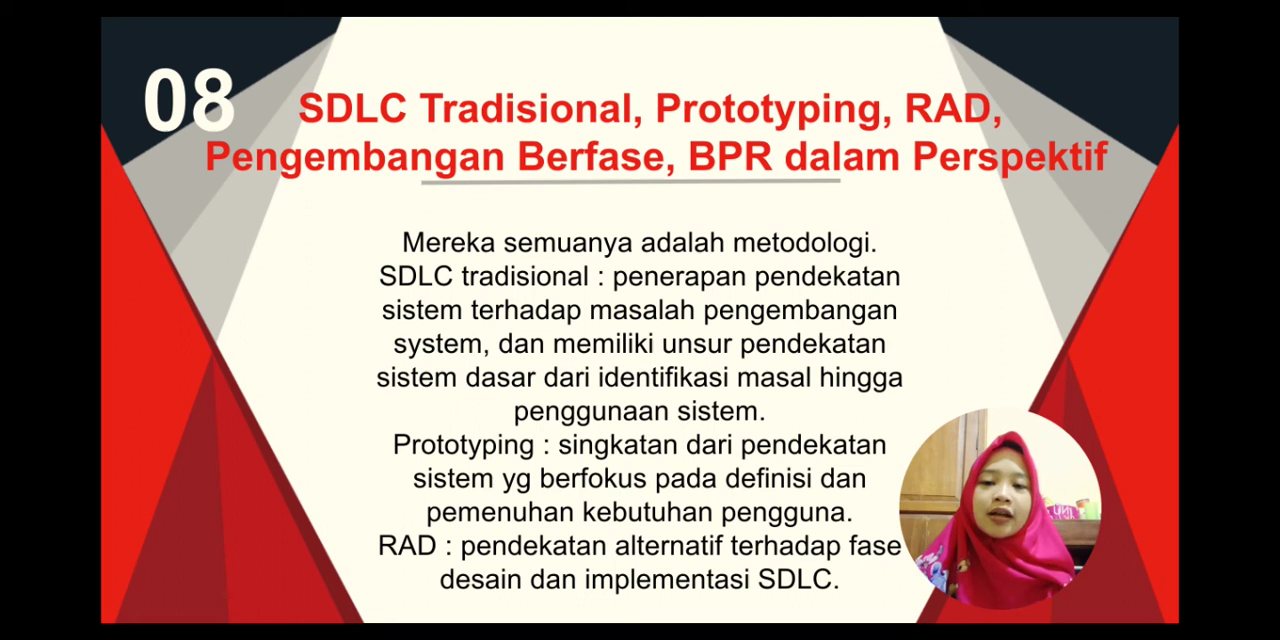 08
SDLC Tradisional, Prototyping, RAD,
Pengembangan Berfase, BPR dalam Perspektif
Mereka semuanya adalah metodologi.
SDLC tradisional : penerapan pendekatan
sistem terhadap masalah pengembangan
system, dan memiliki unsur pendekatan
sistem dasar dari identifikasi masal hingga
penggunaan sistem.
Prototyping : singkatan dari pendekatan
sistem yg berfokus pada definisi dan
pemenuhan kebutuhan pengguna.
RAD : pendekatan alternatif terhadap fase
desain dan implementasi SDLC.